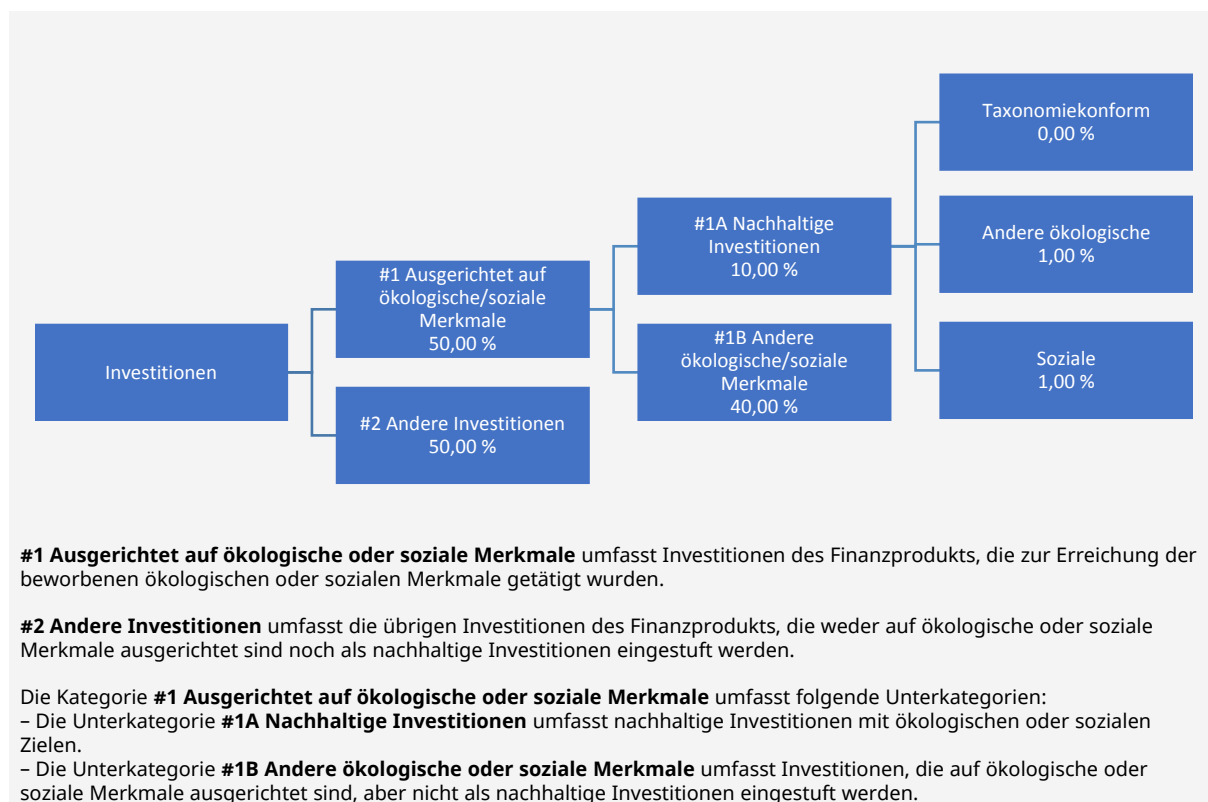 Investitionen
#1 Ausgerichtet auf
ökologische/soziale
Merkmale
50,00 %
#2 Andere Investitionen
50,00 %
#1A Nachhaltige
Investitionen
10,00 %
#1B Andere
ökologische/soziale
Merkmale
40,00 %
Taxonomiekonform
0,00 %
Andere ökologische
1,00 %
Soziale
1,00 %
#1 Ausgerichtet auf ökologische oder soziale Merkmale umfasst Investitionen des Finanzprodukts, die zur Erreichung der
beworbenen ökologischen oder sozialen Merkmale getätigt wurden.
#2 Andere Investitionen umfasst die übrigen Investitionen des Finanzprodukts, die weder auf ökologische oder soziale
Merkmale ausgerichtet sind noch als nachhaltige Investitionen eingestuft werden.
Die Kategorie #1 Ausgerichtet auf ökologische oder soziale Merkmale umfasst folgende Unterkategorien:
– Die Unterkategorie #1A Nachhaltige Investitionen umfasst nachhaltige Investitionen mit ökologischen oder sozialen
Zielen.
– Die Unterkategorie #1B Andere ökologische oder soziale Merkmale umfasst Investitionen, die auf ökologische oder
soziale Merkmale ausgerichtet sind, aber nicht als nachhaltige Investitionen eingestuft werden.